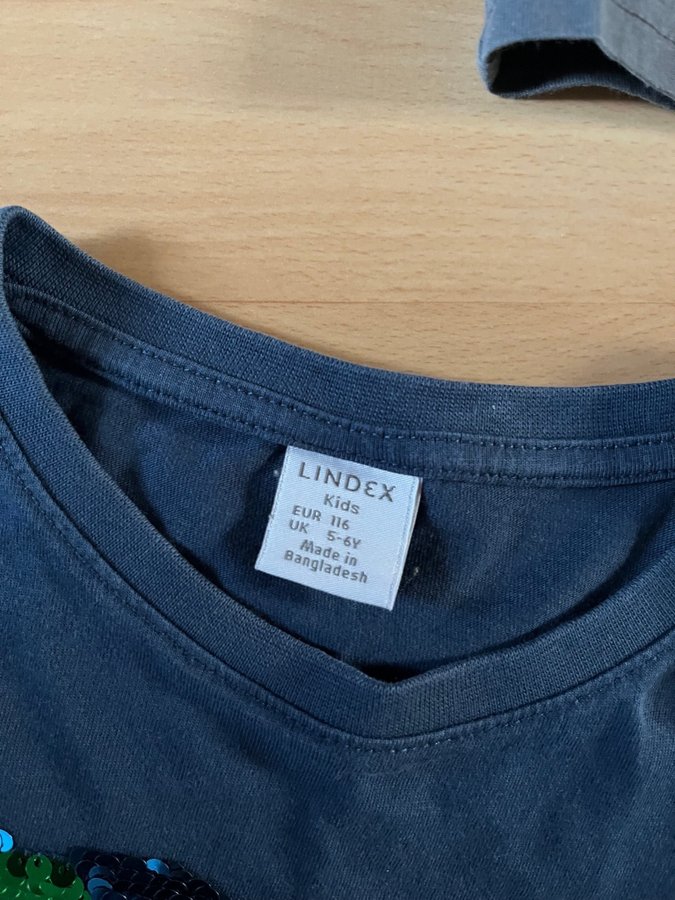 LINDEX
Kids
EUR 116
UK 5-6Y
Made in
Bangladesh